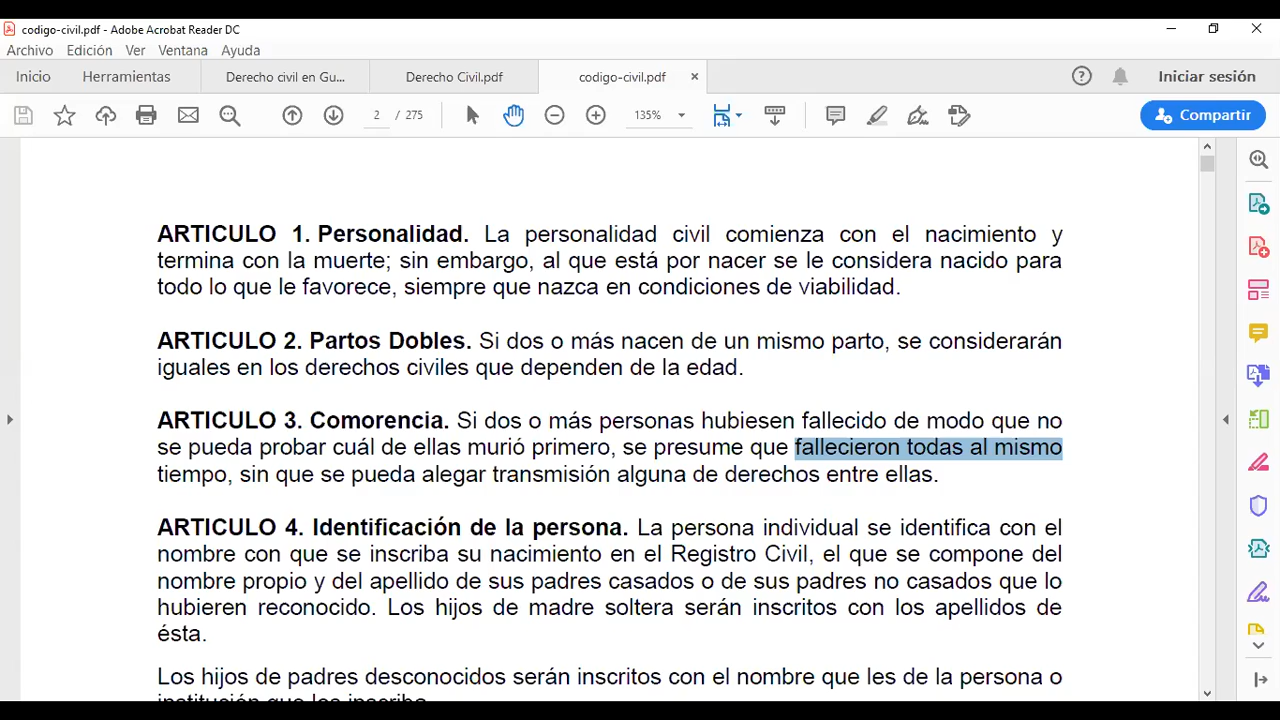 codigo-civil.pdf - Adobe Acrobat Reader DC
Archivo Edición Ver Ventana Ayuda
Inicio Herramientas Derecho civil en Gu... Derecho Civil.pdf codigo-civil.pdf × Iniciar sesión
2 / 275 135% Compartir
ARTICULO 1. Personalidad. La personalidad civil comienza con el nacimiento y
termina con la muerte; sin embargo, al que está por nacer se le considera nacido para
todo lo que le favorece, siempre que nazca en condiciones de viabilidad.
ARTICULO 2. Partos Dobles. Si dos o más nacen de un mismo parto, se considerarán
iguales en los derechos civiles que dependen de la edad.
ARTICULO 3. Comorencia. Si dos o más personas hubiesen fallecido de modo que no
se pueda probar cuál de ellas murió primero, se presume que fallecieron todas al mismo
tiempo, sin que se pueda alegar transmisión alguna de derechos entre ellas.
ARTICULO 4. Identificación de la persona. La persona individual se identifica con el
nombre con que se inscriba su nacimiento en el Registro Civil, el que se compone del
nombre propio y del apellido de sus padres casados o de sus padres no casados que lo
hubieren reconocido. Los hijos de madre soltera serán inscritos con los apellidos de
ésta.
Los hijos de padres desconocidos serán inscritos con el nombre que les de la persona o
institución que los inscriba.